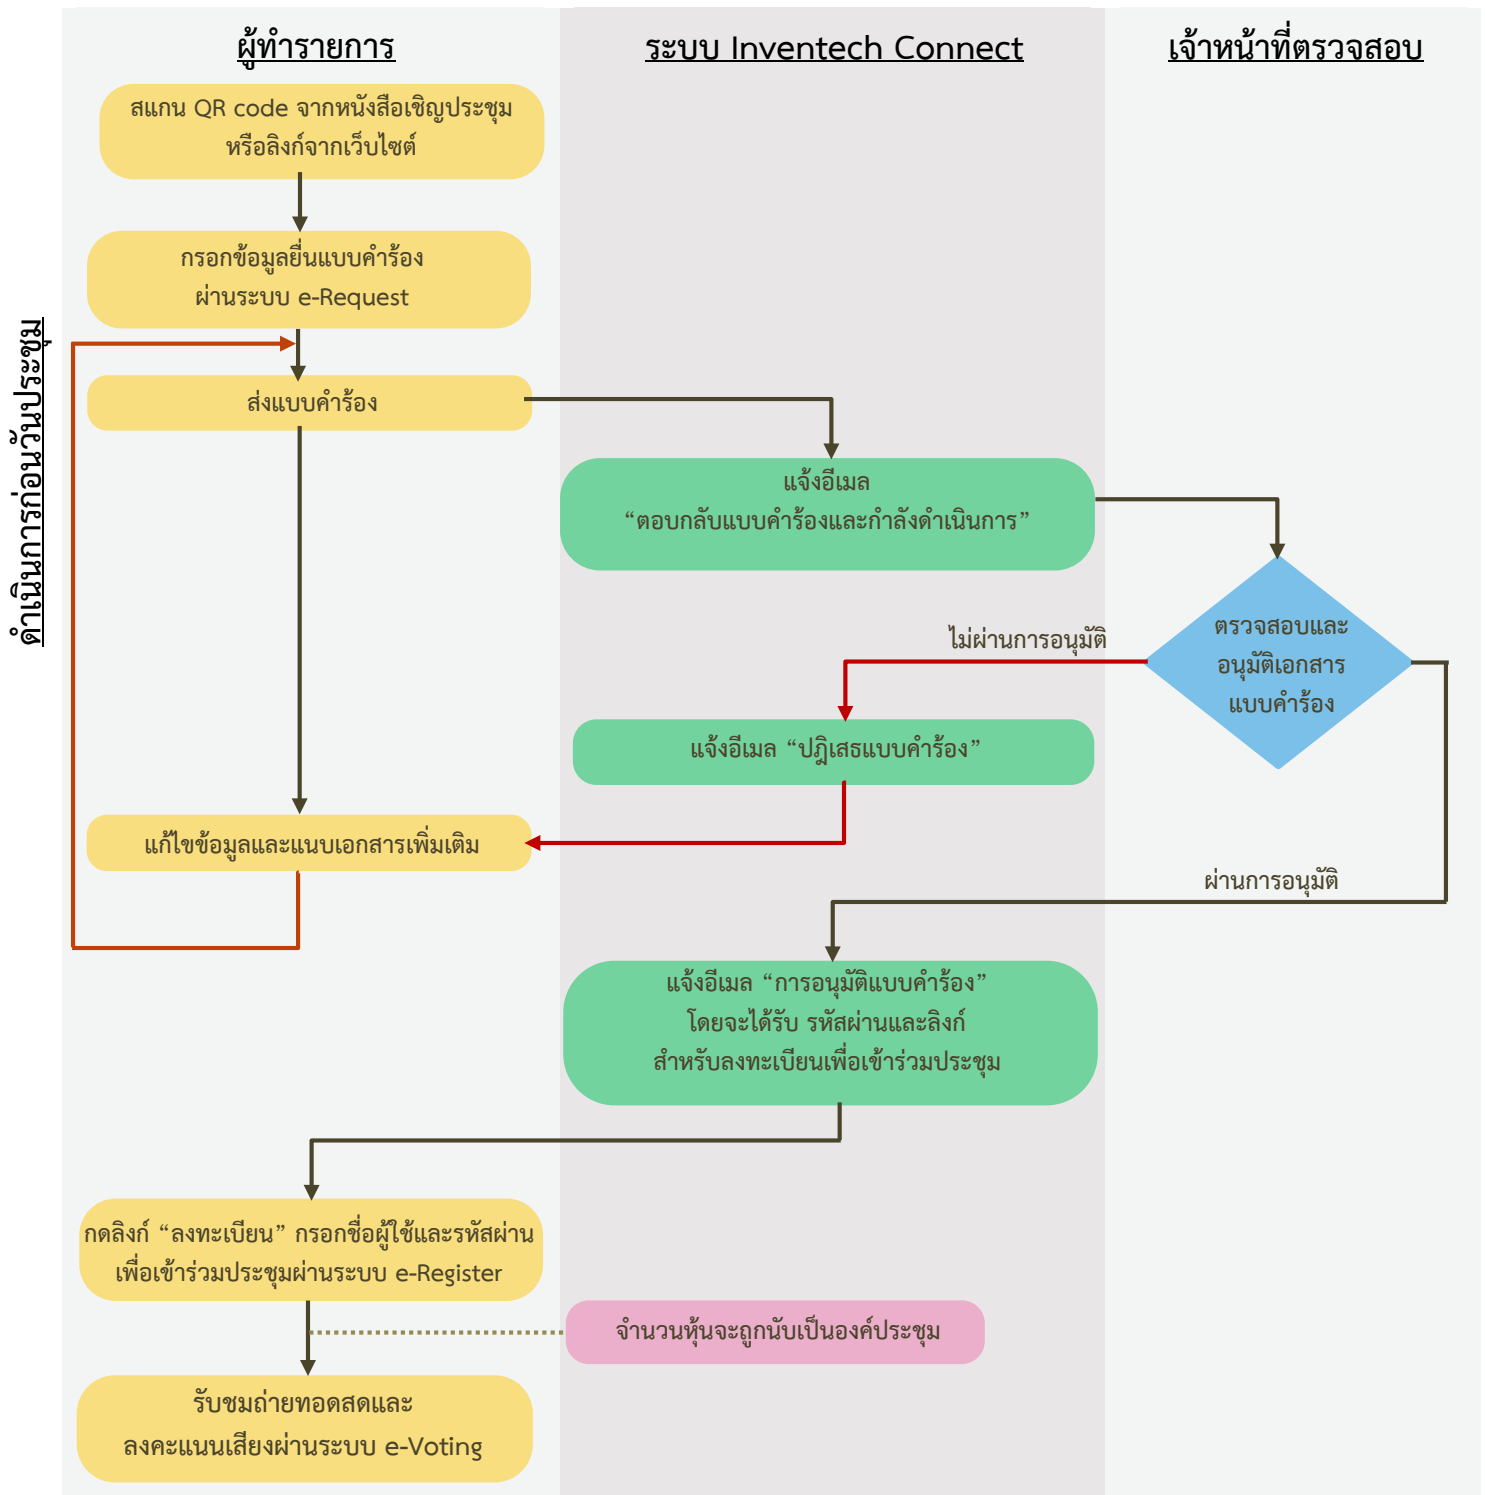 ผู้ทำรายการ
ระบบ Inventech Connect
เจ้าหน้าที่ตรวจสอบ
ดำเนินการก่อนวันประชุม
สแกน QR code จากหนังสือเชิญประชุม
หรือลิงก์จากเว็บไซต์
กรอกข้อมูลยื่นแบบคำร้อง
ผ่านระบบ e-Request
ส่งแบบคำร้อง
แจ้งอีเมล
“ตอบกลับแบบคำร้องและกำลังดำเนินการ”
ตรวจสอบและ
อนุมัติเอกสาร
แบบคำร้อง
ไม่ผ่านการอนุมัติ
แจ้งอีเมล “ปฎิเสธแบบคำร้อง”
แก้ไขข้อมูลและแนบเอกสารเพิ่มเติม
ผ่านการอนุมัติ
แจ้งอีเมล “การอนุมัติแบบคำร้อง”
โดยจะได้รับ รหัสผ่านและลิงก์
สำหรับลงทะเบียนเพื่อเข้าร่วมประชุม
กดลิงก์ “ลงทะเบียน” กรอกชื่อผู้ใช้และรหัสผ่าน
เพื่อเข้าร่วมประชุมผ่านระบบ e-Register
จำนวนหุ้นจะถูกนับเป็นองค์ประชุม
รับชมถ่ายทอดสดและ
ลงคะแนนเสียงผ่านระบบ e-Voting